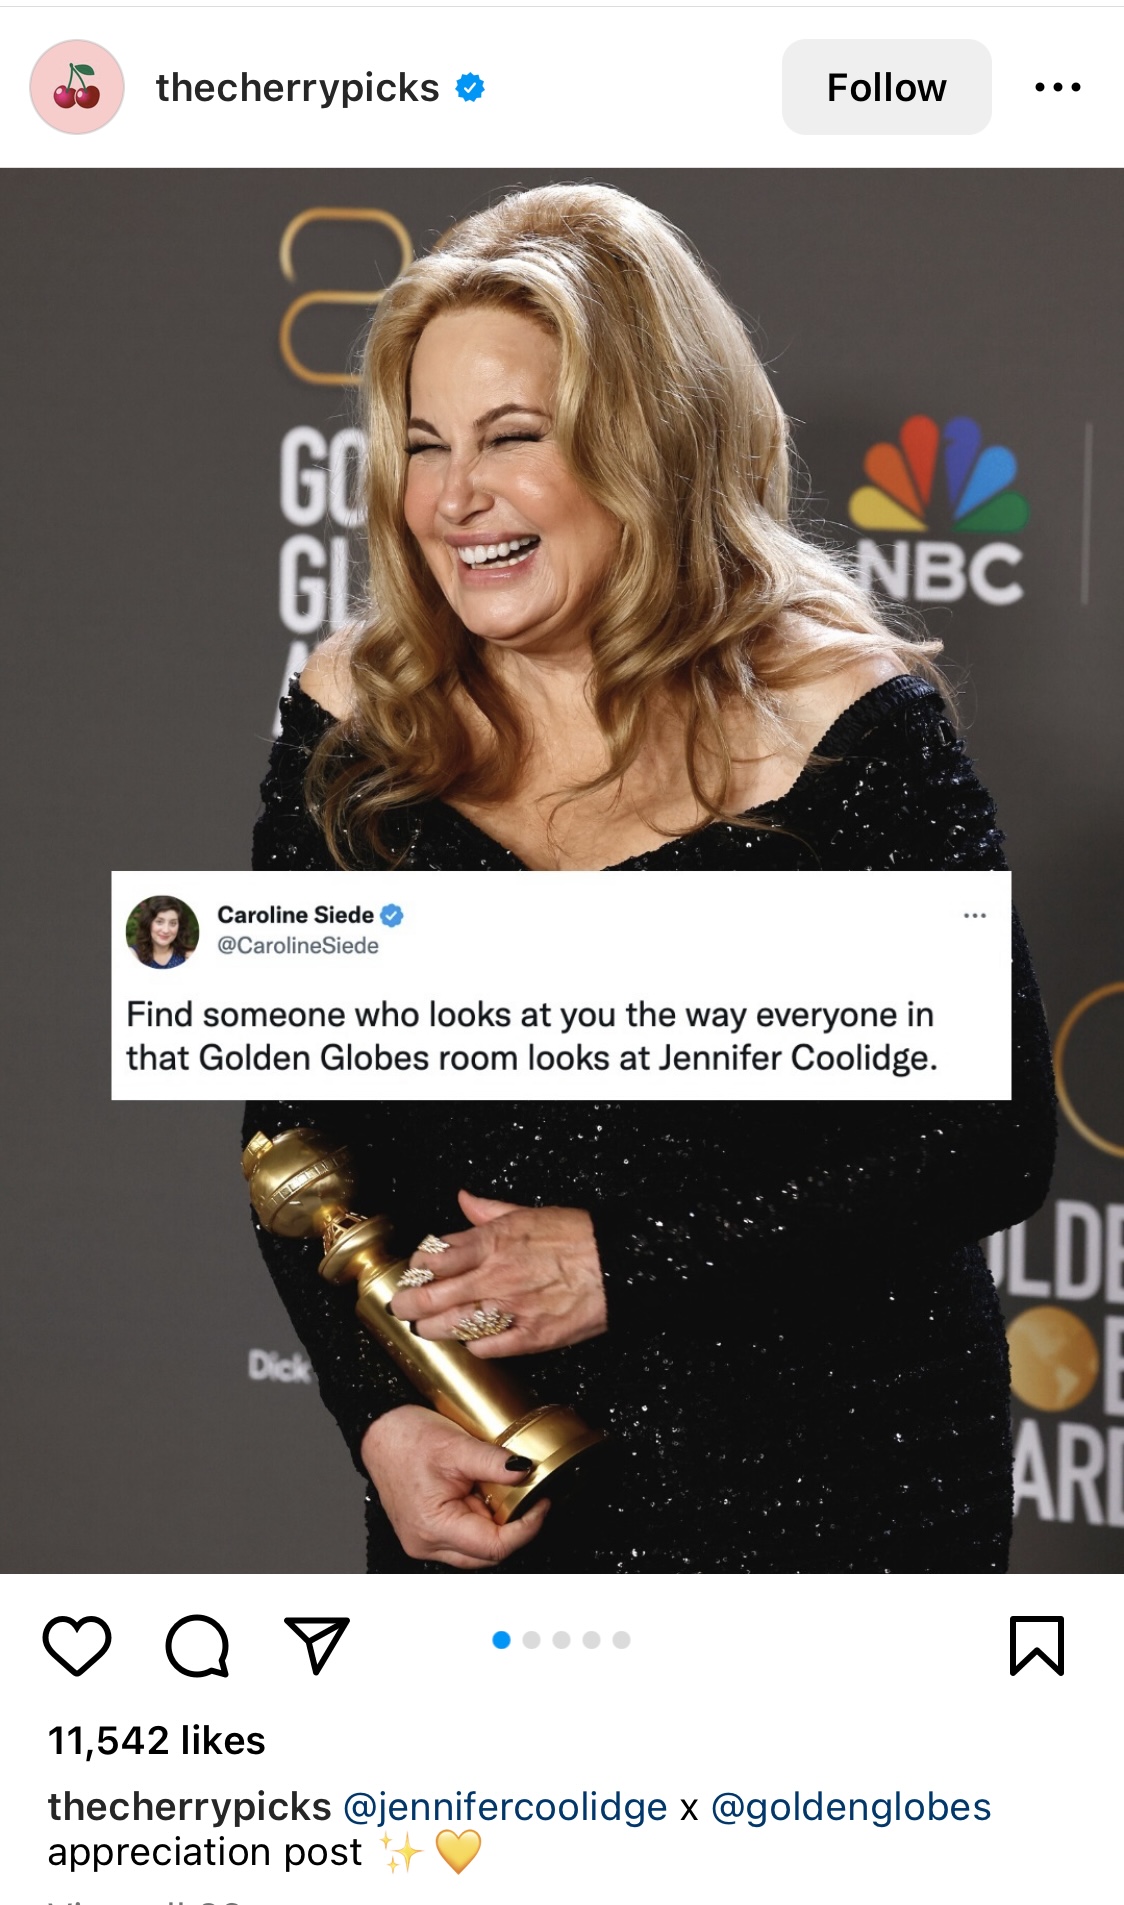 thecherrypicks
Follow
GO
GL
NBC
Caroline Siede
@CarolineSiede
Find someone who looks at you the way everyone in
that Golden Globes room looks at Jennifer Coolidge.
LDE
Dick
ARD
11,542 likes
thecherrypicks @jennifercoolidge x @goldenglobes
appreciation post ✨💛